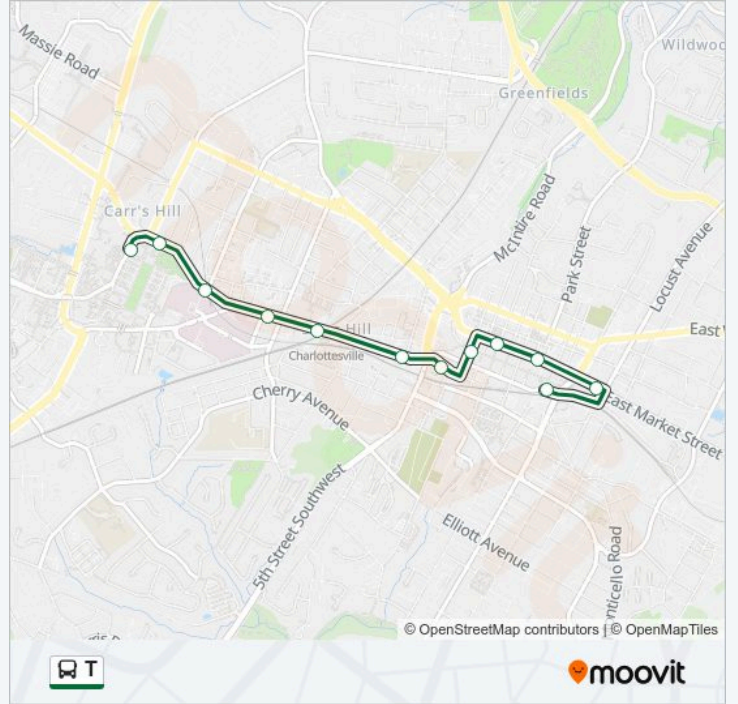 Massie Road
Wildwoo
Greenfields
Carr's Hill
McIntire Road
Park Street
Locust Avenue
Hill
East
Charlottesville
Cherry Avenue
East Market Street
5th Street Southwest
Elliott Avenue
nticello Road
© OpenStreetMap contributors | © OpenMapTiles
T
moovit